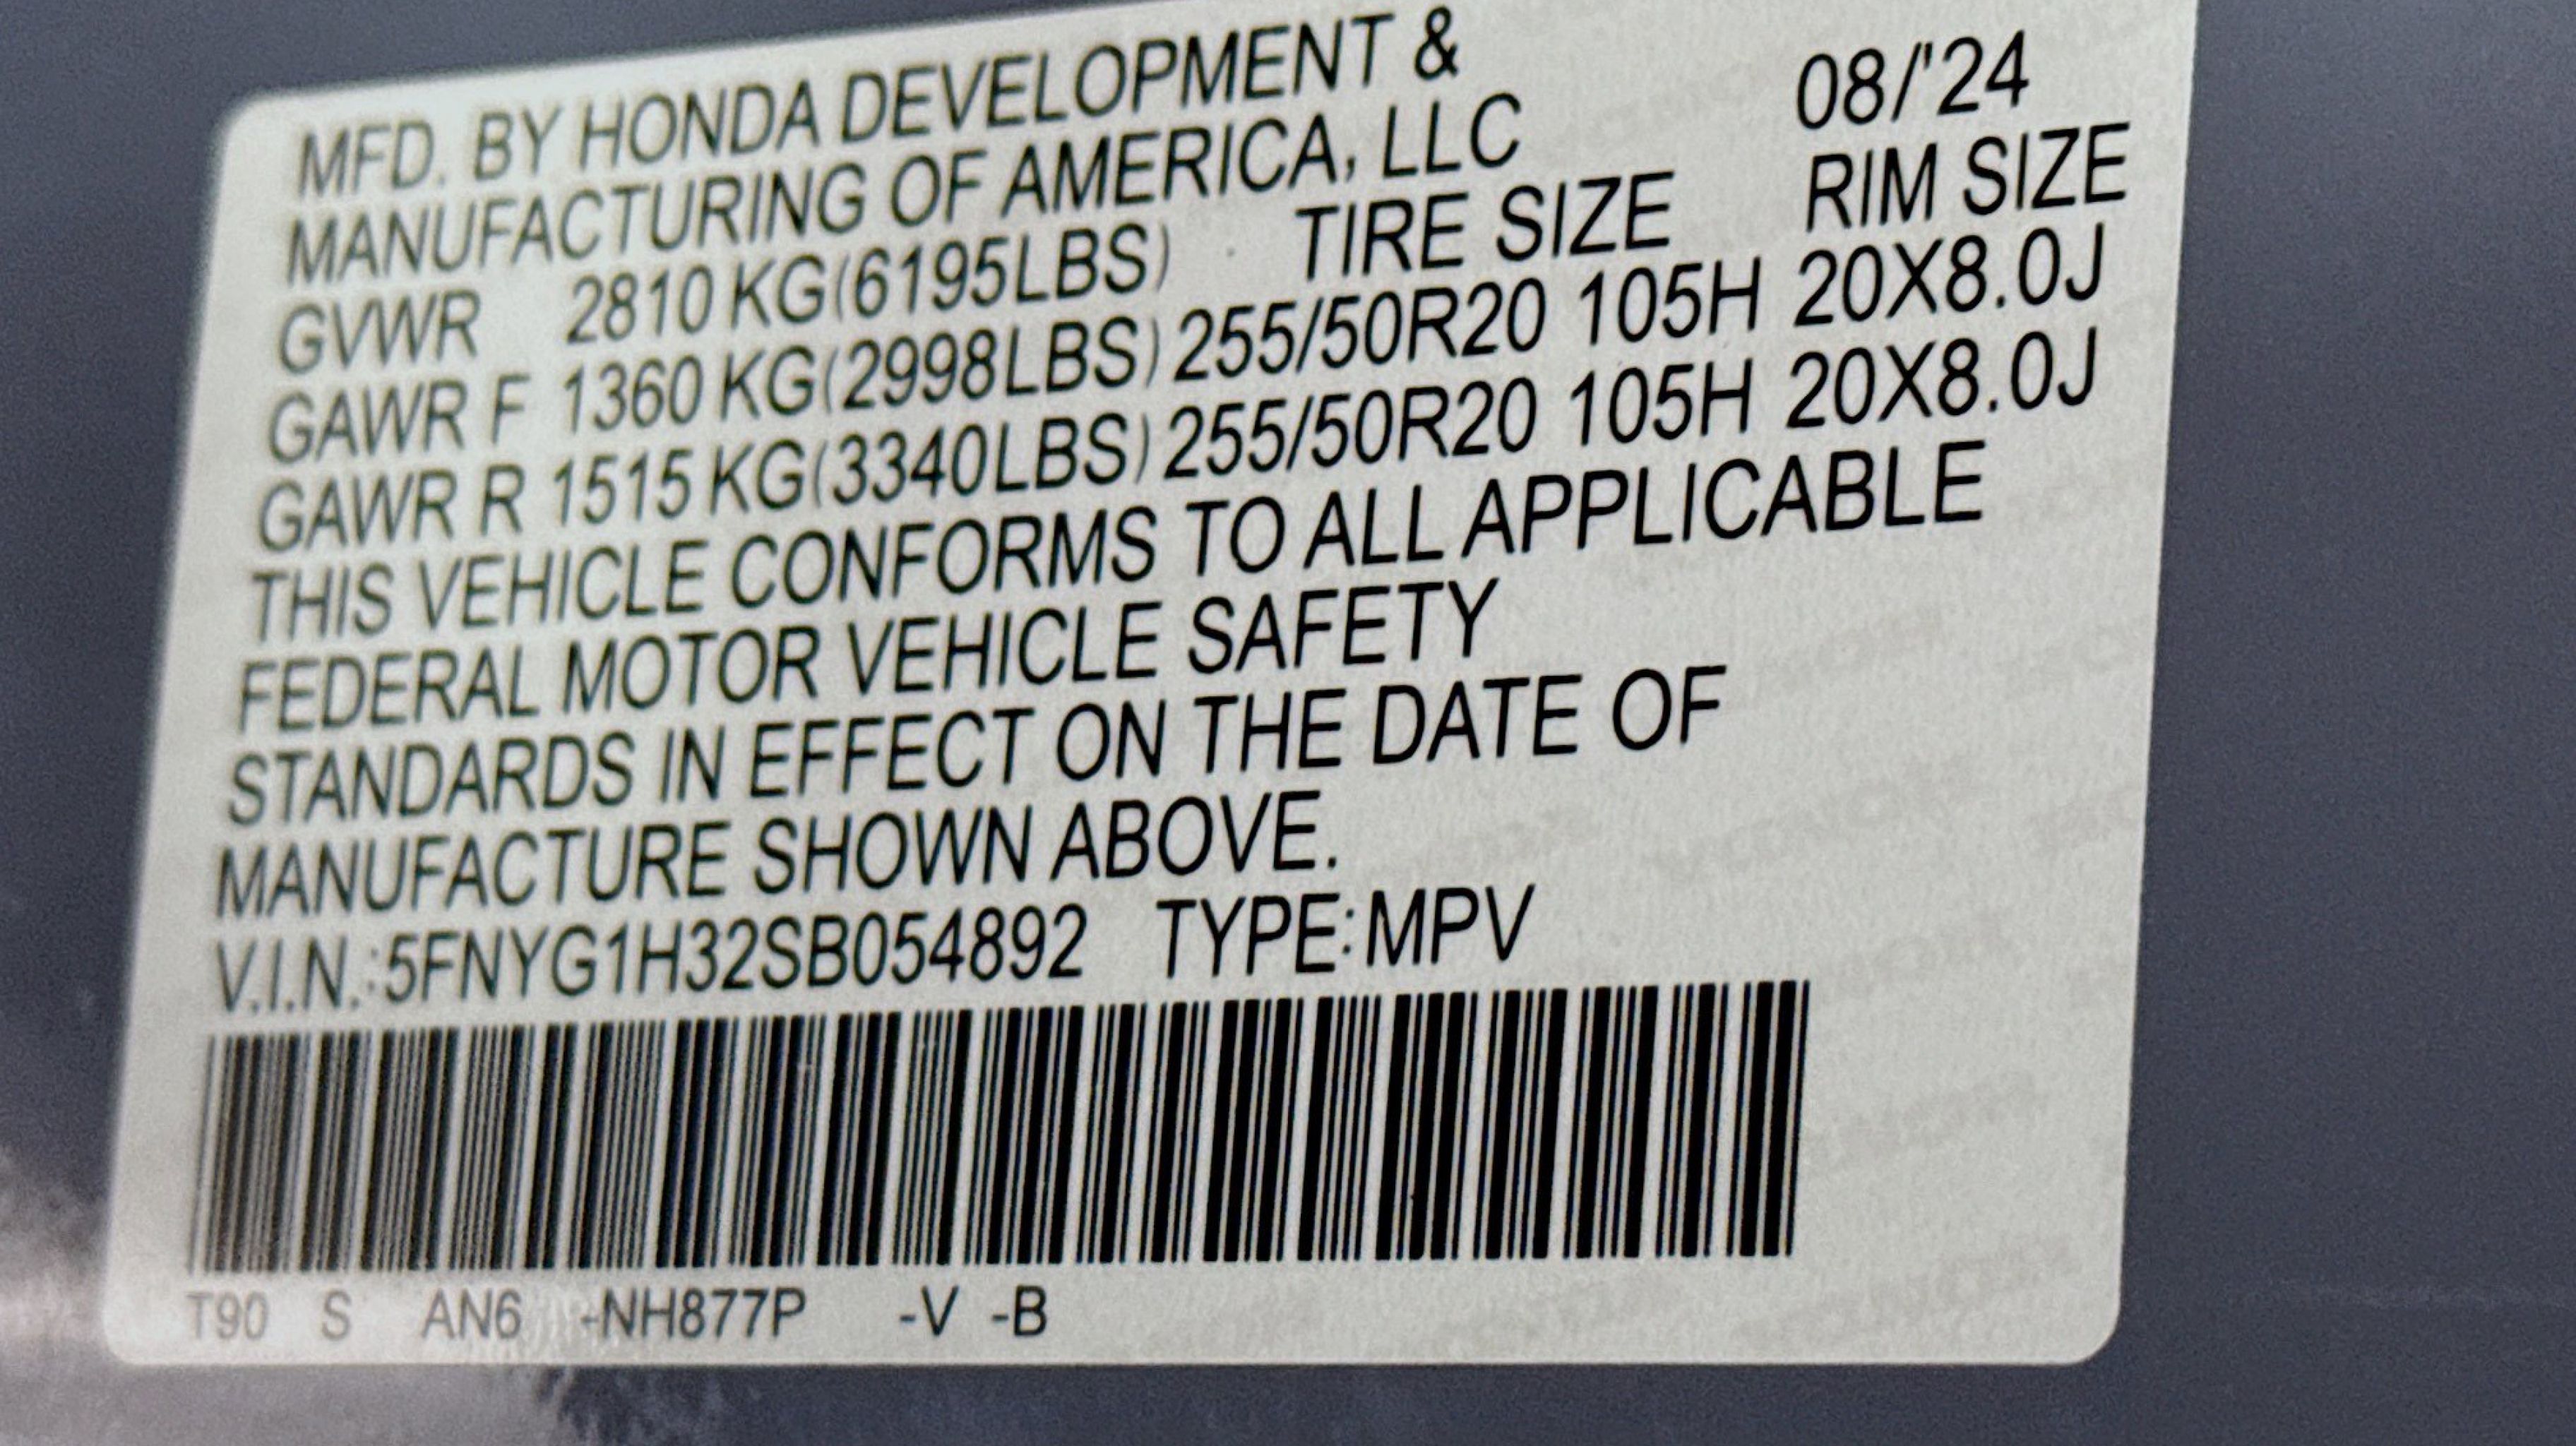 MFD. BY HONDA DEVELOPMENT & 08/'24
MANUFACTURING OF AMERICA, LLC
GVWR 2810 KG(6195LBS) TIRE SIZE RIM SIZE
GAWR F 1360 KG(2998LBS) 255/50R20 105H 20X8.0J
GAWR R 1515 KG(3340LBS) 255/50R20 105H 20X8.0J
THIS VEHICLE CONFORMS TO ALL APPLICABLE
FEDERAL MOTOR VEHICLE SAFETY
STANDARDS IN EFFECT ON THE DATE OF
MANUFACTURE SHOWN ABOVE.
V.I.N.:5FNYG1H32SB054892 TYPE:MPV
T90 S AN6 -NH877P -V -B